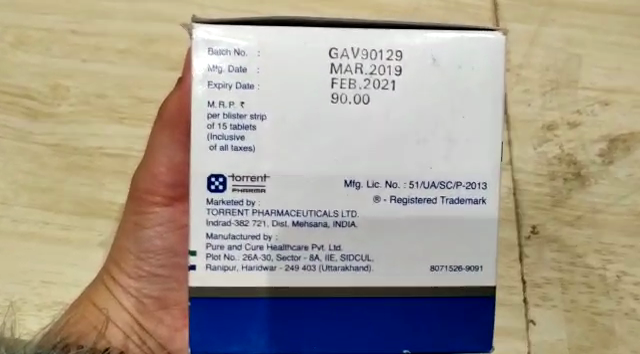 Batch No. : GAV90129
Mfg. Date : MAR.2019
Expiry Date : FEB.2021
M.R.P. ₹ 90.00
per blister strip
of 15 tablets
(Inclusive
of all taxes)
torrent
PHARMA
Mfg. Lic. No. : 51/UA/SC/P-2013
® - Registered Trademark
Marketed by :
TORRENT PHARMACEUTICALS LTD.
Indrad-382 721, Dist. Mehsana, INDIA.
Manufactured by :
Pure and Cure Healthcare Pvt. Ltd.
Plot No. : 26A-30, Sector - 8A, IIE, SIDCUL,
Ranipur, Haridwar - 249 403 (Uttarakhand).
8071526-9091